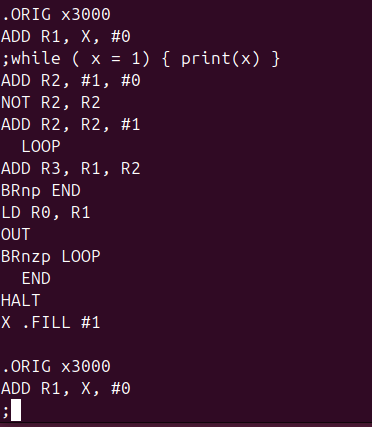 .ORIG x3000
ADD R1, X, #0
;while ( x = 1) { print(x) }
ADD R2, #1, #0
NOT R2, R2
ADD R2, R2, #1
  LOOP
ADD R3, R1, R2
BRnp END
LD R0, R1
OUT
BRnzp LOOP
  END
HALT
X .FILL #1

.ORIG x3000
ADD R1, X, #0
;